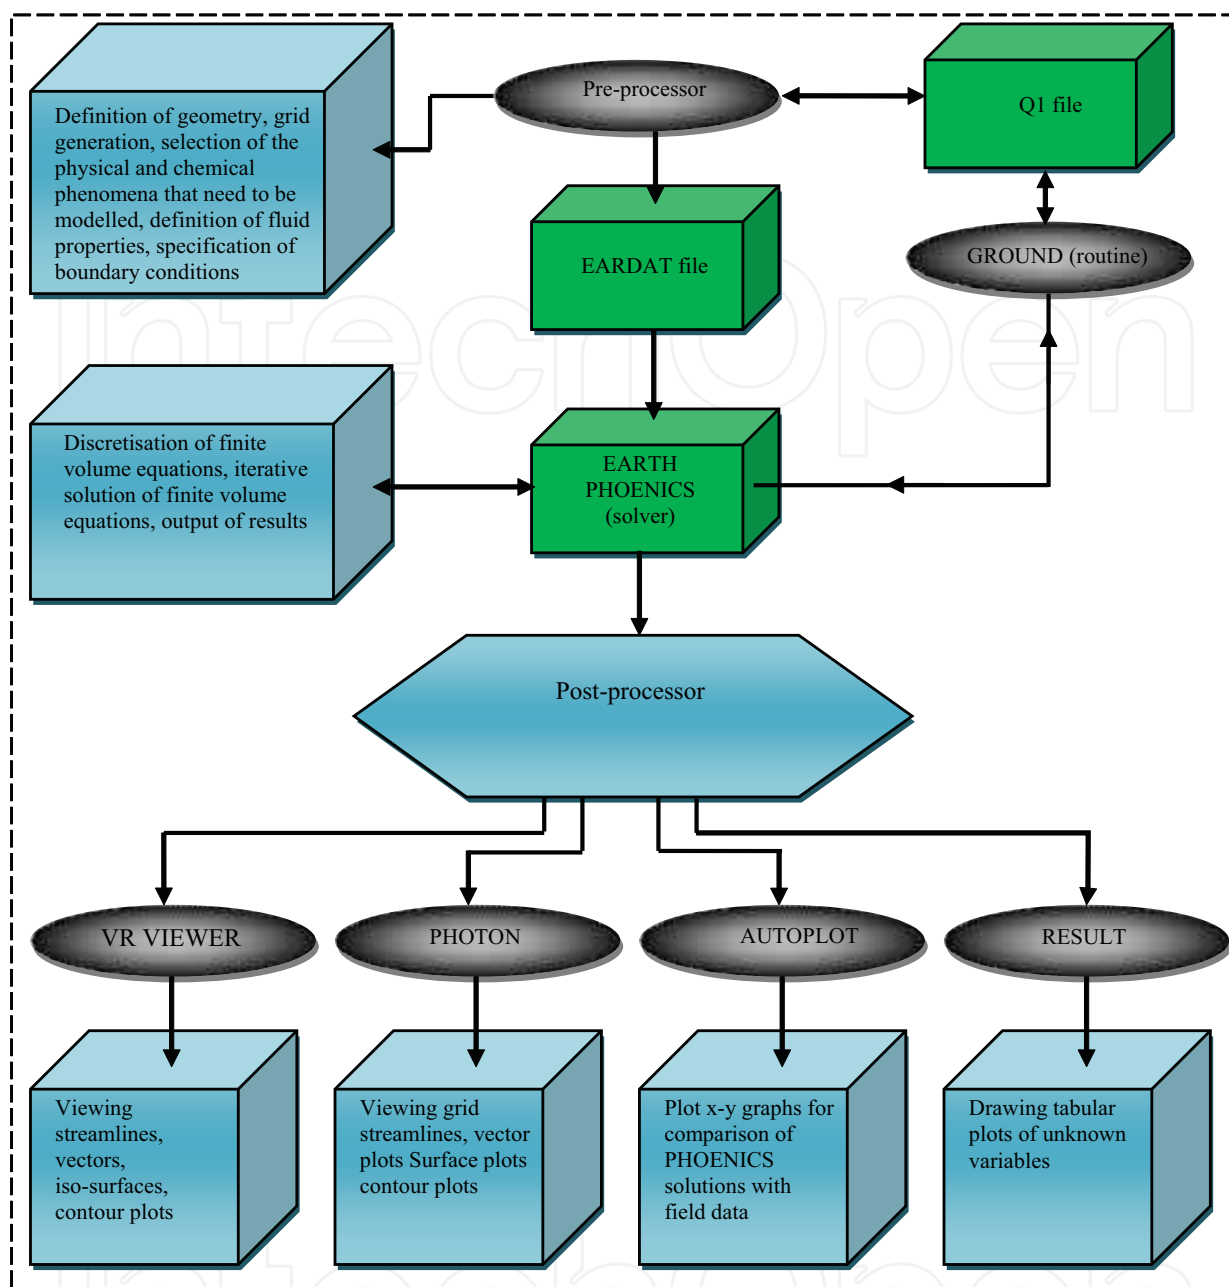 Pre-processor
Q1 file
Definition of geometry, grid
generation, selection of the
physical and chemical
phenomena that need to be
modelled, definition of fluid
properties, specification of
boundary conditions
EARDAT file
GROUND (routine)
IntechOpen
Discretisation of finite
volume equations, iterative
solution of finite volume
equations, output of results
EARTH
PHOENICS
(solver)
Post-processor
VR VIEWER
PHOTON
AUTOPLOT
RESULT
Viewing
streamlines,
vectors,
iso-surfaces,
contour plots
Viewing grid
streamlines, vector
plots Surface plots
contour plots
Plot x-y graphs for
comparison of
PHOENICS
solutions with
field data
Drawing tabular
plots of unknown
variables
IntechOpen